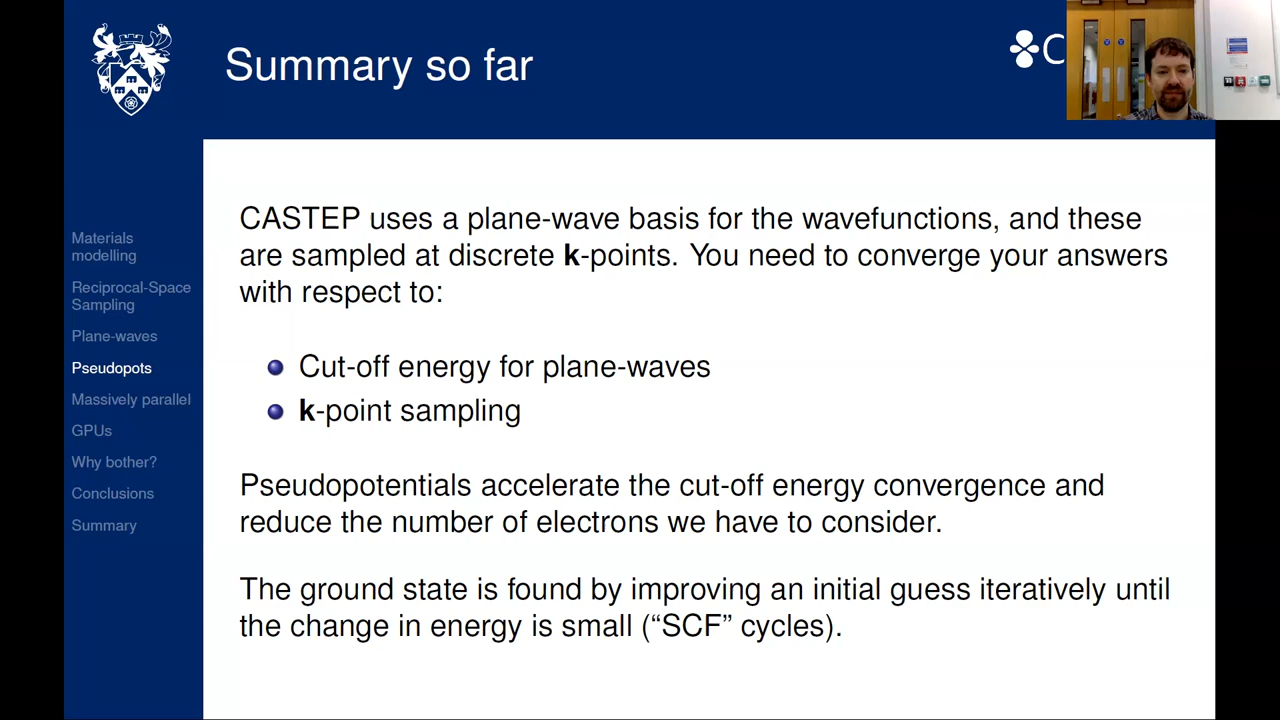 Summary so far
C
Materials
modelling
Reciprocal-Space
Sampling
Plane-waves
Pseudopots
Massively parallel
GPUs
Why bother?
Conclusions
Summary
CASTEP uses a plane-wave basis for the wavefunctions, and these
are sampled at discrete k-points. You need to converge your answers
with respect to:
Cut-off energy for plane-waves
k-point sampling
Pseudopotentials accelerate the cut-off energy convergence and
reduce the number of electrons we have to consider.
The ground state is found by improving an initial guess iteratively until
the change in energy is small (“SCF” cycles).